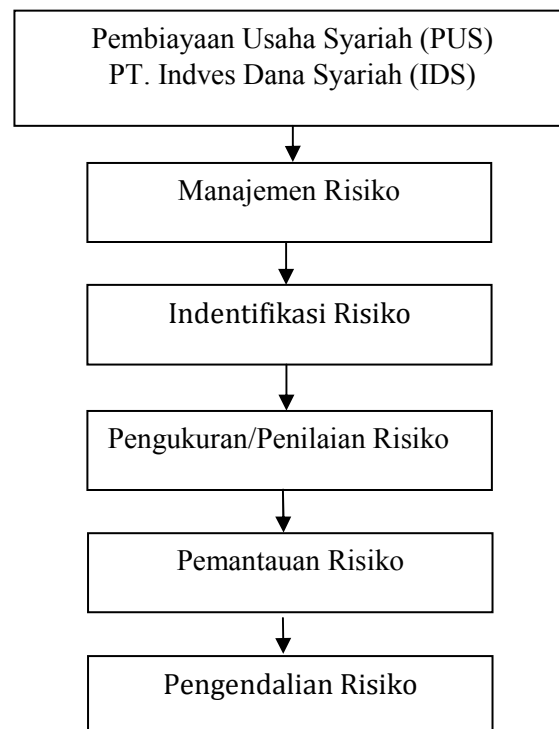 Pembiayaan Usaha Syariah (PUS)
PT. Indves Dana Syariah (IDS)
Manajemen Risiko
Indentifikasi Risiko
Pengukuran/Penilaian Risiko
Pemantauan Risiko
Pengendalian Risiko